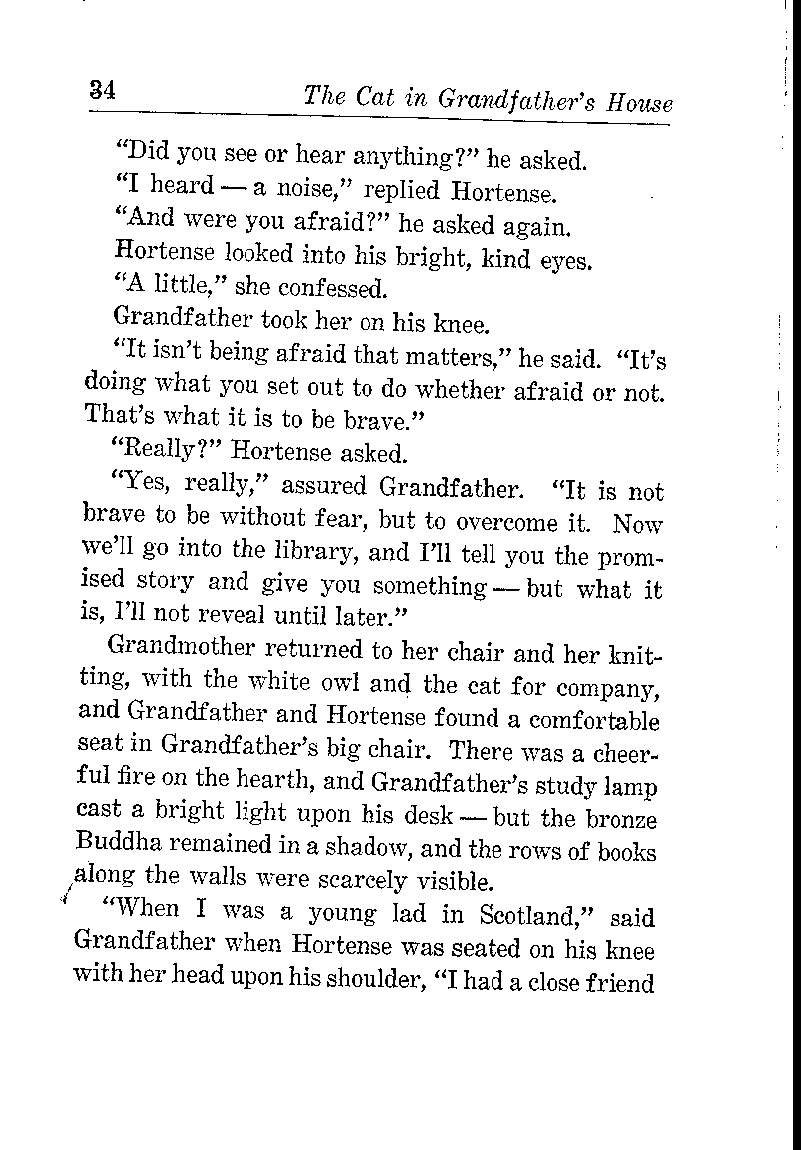 34 The Cat in Grandfather's House
“Did you see or hear anything?” he asked.
“I heard — a noise,” replied Hortense.
“And were you afraid?” he asked again.
Hortense looked into his bright, kind eyes.
“A little,” she confessed.
Grandfather took her on his knee.
“It isn't being afraid that matters,” he said. “It's
doing what you set out to do whether afraid or not.
That's what it is to be brave.”
“Really?” Hortense asked.
“Yes, really,” assured Grandfather. “It is not
brave to be without fear, but to overcome it. Now
we'll go into the library, and I'll tell you the prom-
ised story and give you something — but what it
is, I'll not reveal until later.”
Grandmother returned to her chair and her knit-
ting, with the white owl and the cat for company,
and Grandfather and Hortense found a comfortable
seat in Grandfather's big chair. There was a cheer-
ful fire on the hearth, and Grandfather's study lamp
cast a bright light upon his desk — but the bronze
Buddha remained in a shadow, and the rows of books
along the walls were scarcely visible.
“When I was a young lad in Scotland,” said
Grandfather when Hortense was seated on his knee
with her head upon his shoulder, “I had a close friend